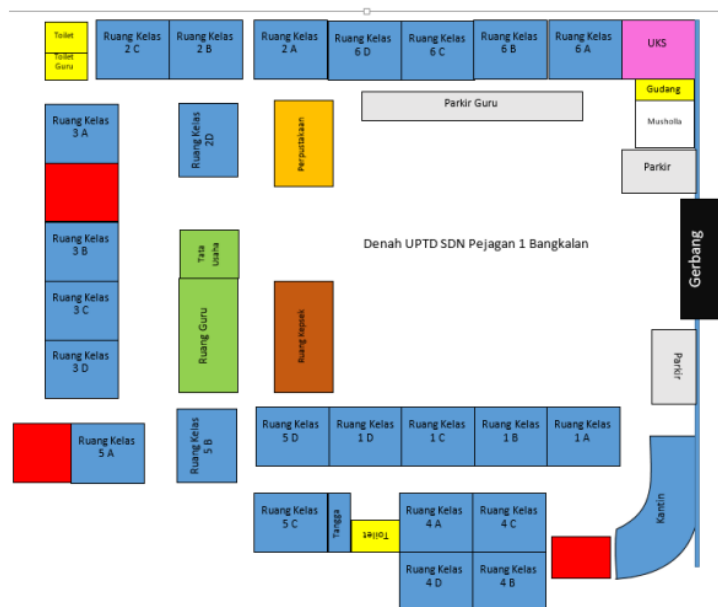 Toilet
Toilet
Guru
Ruang Kelas
2 C
Ruang Kelas
2 B
Ruang Kelas
2 A
Ruang Kelas
6 D
Ruang Kelas
6 C
Ruang Kelas
6 B
Ruang Kelas
6 A
UKS
Gudang
Musholla
Parkir Guru
Parkir
Ruang Kelas
3 A
Ruang Kelas
2D
Perpustakaan
Denah UPTD SDN Pejagan 1 Bangkalan
Gerbang
Ruang Kelas
3 B
Ruang Kelas
3 C
Ruang Kelas
3 D
Tata
Usaha
Ruang Guru
Ruang Kepsek
Parkir
Ruang Kelas
5 A
Ruang Kelas
5 B
Ruang Kelas
5 D
Ruang Kelas
1 D
Ruang Kelas
1 C
Ruang Kelas
1 B
Ruang Kelas
1 A
Kantin
Ruang Kelas
5 C
Tangga
Toilet
Ruang Kelas
4 A
Ruang Kelas
4 C
Ruang Kelas
4 D
Ruang Kelas
4 B